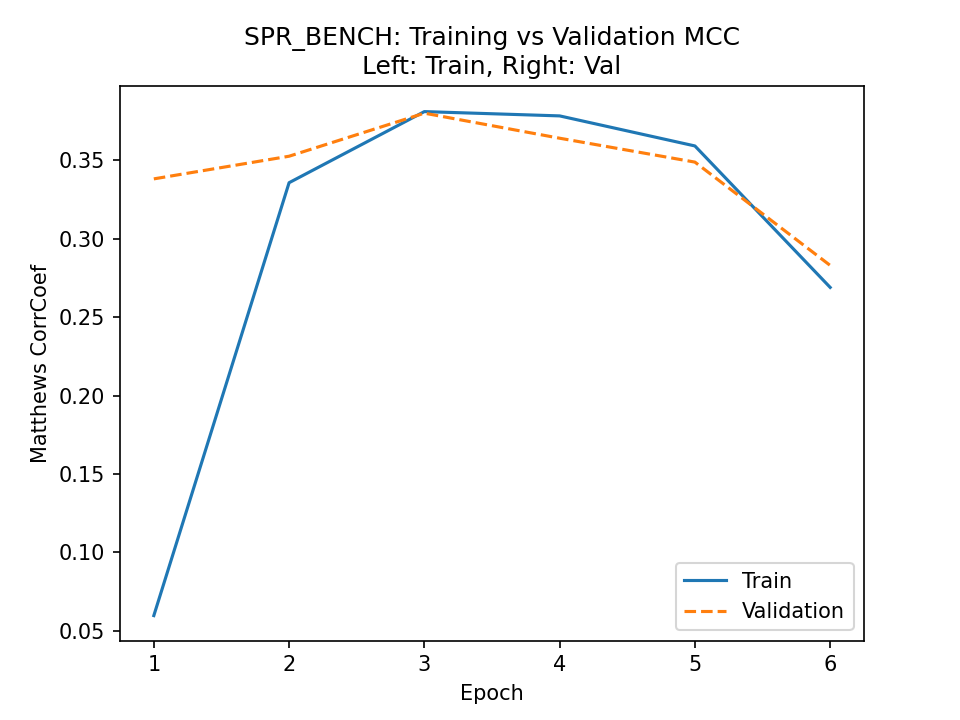 SPR_BENCH: Training vs Validation MCC
Left: Train, Right: Val
Matthews CorrCoef
0.35
0.30
0.25
0.20
0.15
0.10
0.05
Train
Validation
1 2 3 4 5 6
Epoch